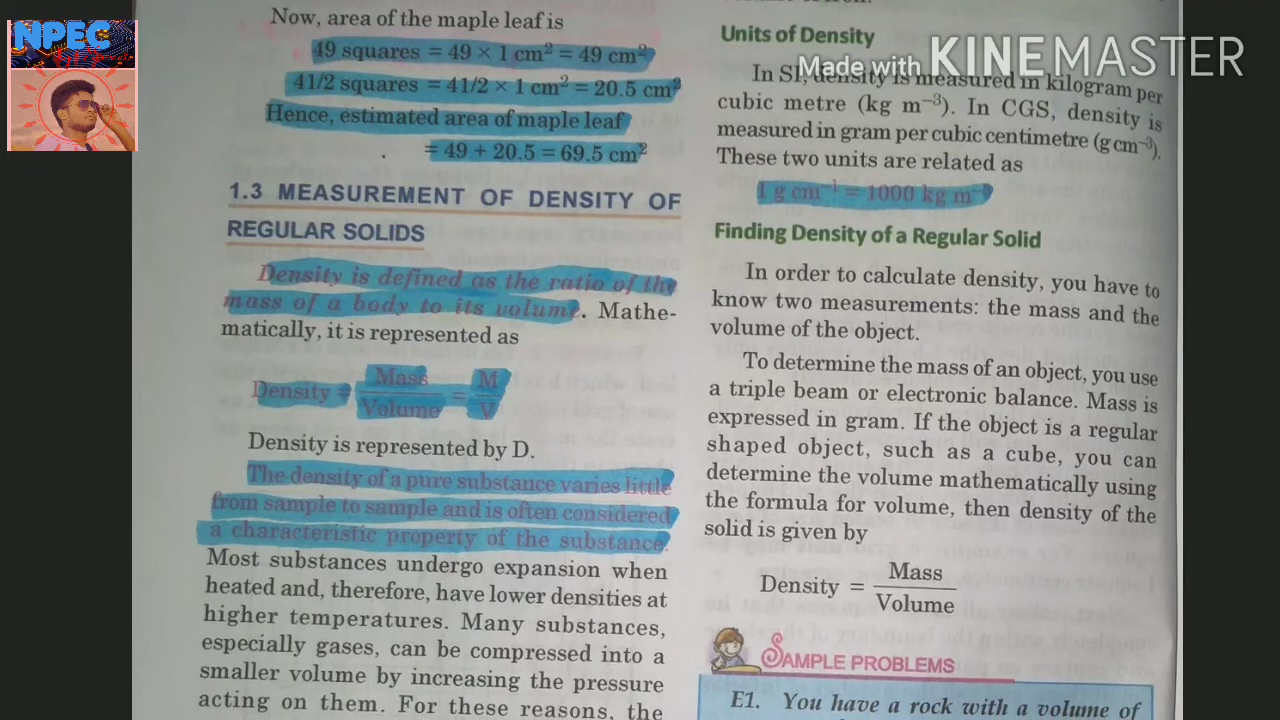 NPEC
Made with KINEMASTER
Now, area of the maple leaf is
49 squares = 49 × 1 cm² = 49 cm²
41/2 squares = 41/2 × 1 cm² = 20.5 cm²
Hence, estimated area of maple leaf
= 49 + 20.5 = 69.5 cm²
1.3 MEASUREMENT OF DENSITY OF
REGULAR SOLIDS
Density is defined as the ratio of the
mass of a body to its volume. Mathe-
matically, it is represented as
Density = Mass/Volume = M/V
Density is represented by D.
The density of a pure substance varies little
from sample to sample and is often considered
a characteristic property of the substance.
Most substances undergo expansion when
heated and, therefore, have lower densities at
higher temperatures. Many substances,
especially gases, can be compressed into a
smaller volume by increasing the pressure
acting on them. For these reasons, the
Units of Density
In SI, density is measured in kilogram per
cubic metre (kg m⁻³). In CGS, density is
measured in gram per cubic centimetre (g cm⁻³).
These two units are related as
1 g cm⁻¹ = 1000 kg m⁻
Finding Density of a Regular Solid
In order to calculate density, you have to
know two measurements: the mass and the
volume of the object.
To determine the mass of an object, you use
a triple beam or electronic balance. Mass is
expressed in gram. If the object is a regular
shaped object, such as a cube, you can
determine the volume mathematically using
the formula for volume, then density of the
solid is given by
Density = Mass/Volume
SAMPLE PROBLEMS
E1. You have a rock with a volume of